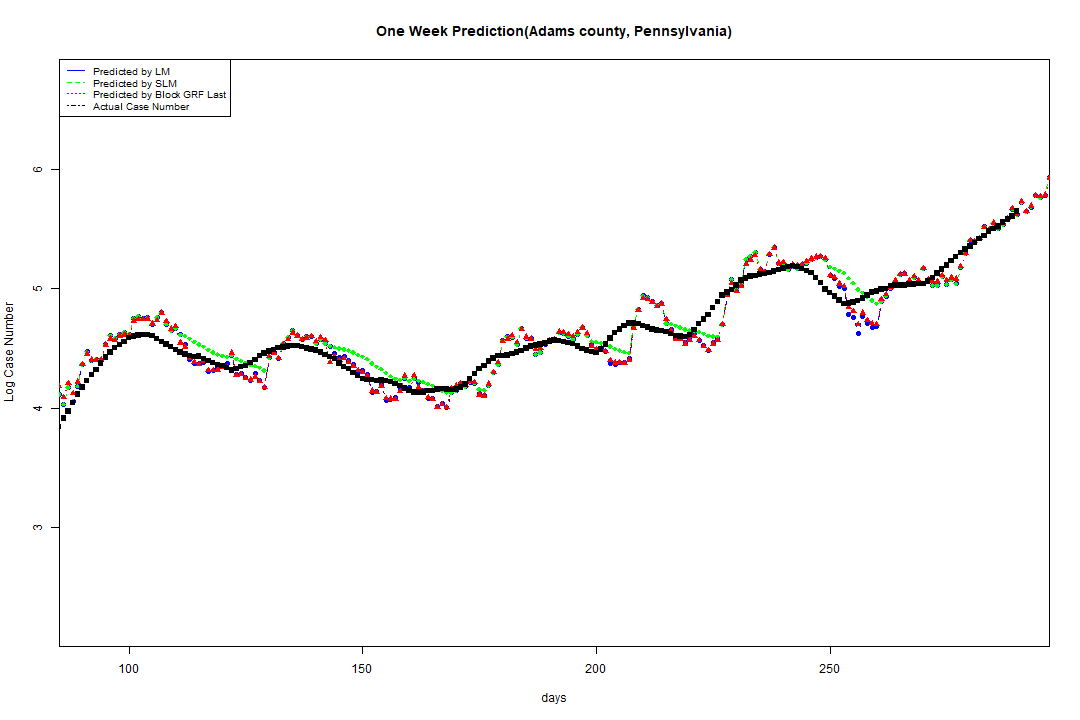 One Week Prediction(Adams county, Pennsylvania)
Predicted by LM
Predicted by SLM
Predicted by Block GRF Last
Actual Case Number
Log Case Number
6
5
4
3
100
150
200
250
days